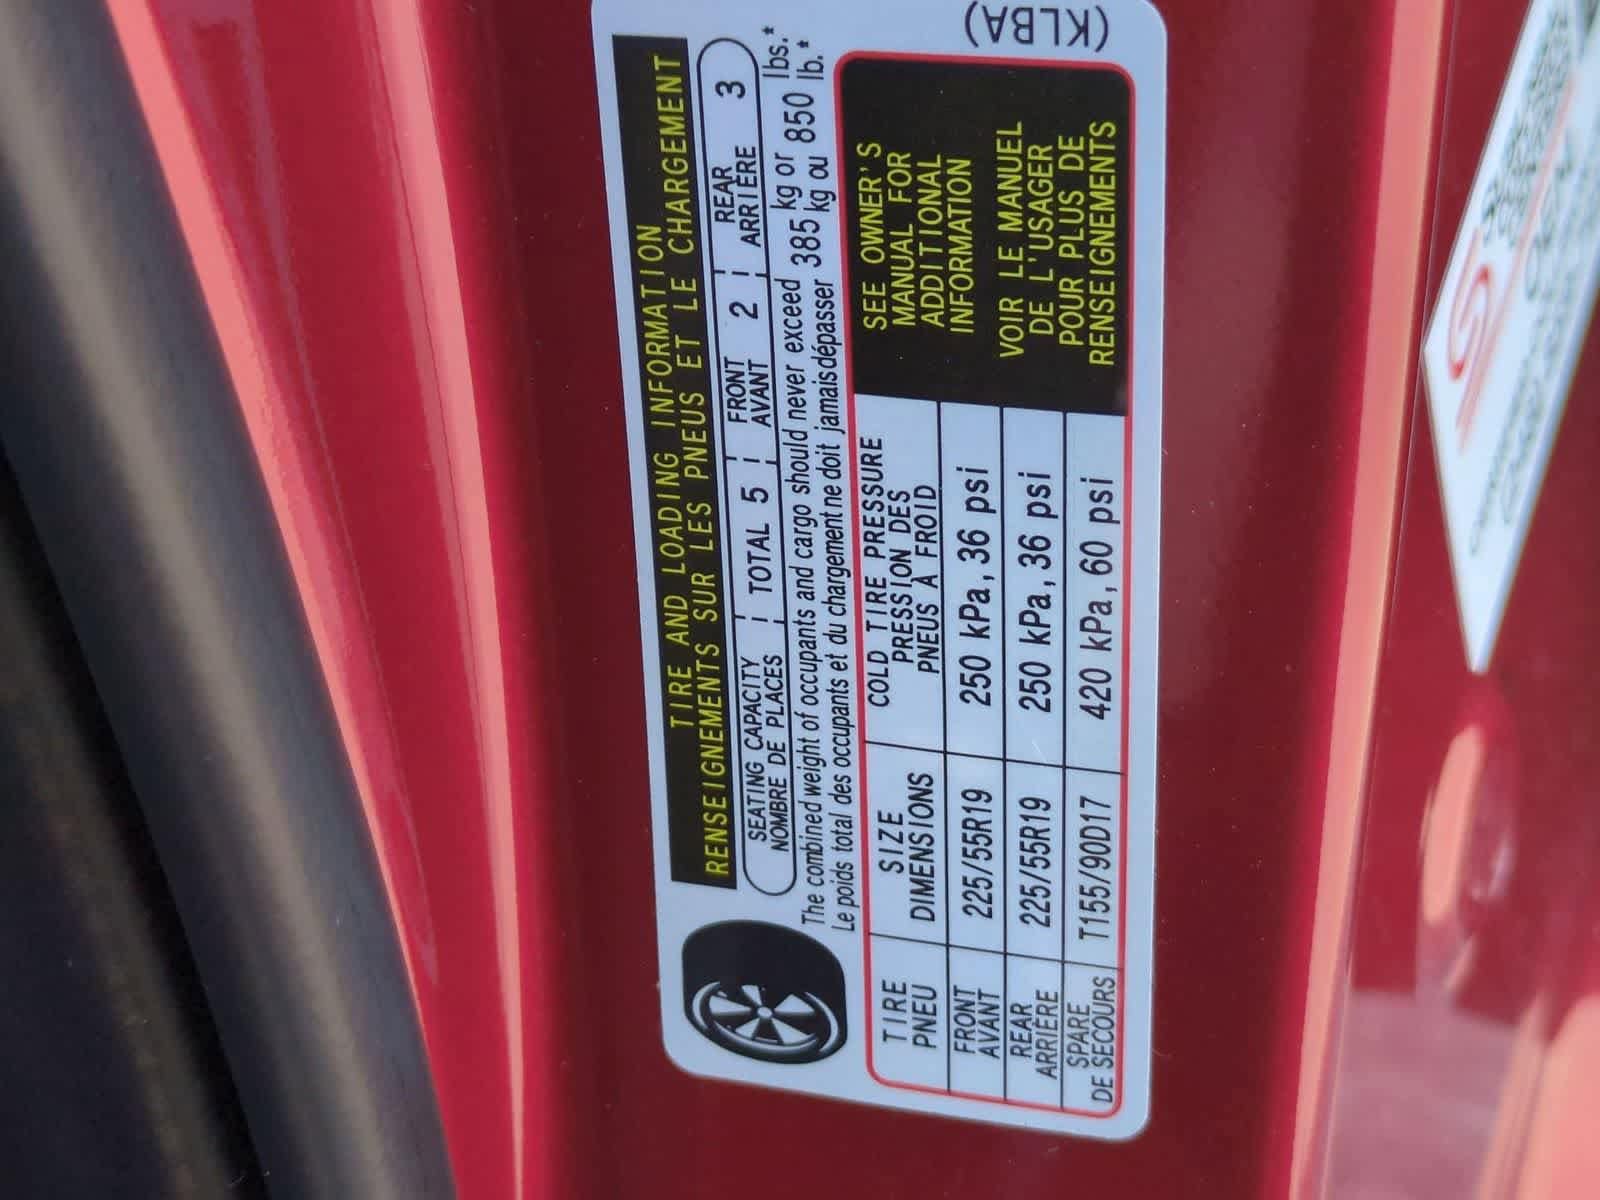 (KLBA)
TIRE AND LOADING INFORMATION
RENSEIGNEMENTS SUR LES PNEUS ET LE CHARGEMENT
SEATING CAPACITY
NOMBRE DE PLACES
TOTAL 5
FRONT
AVANT
2
REAR
ARRIÈRE
3
The combined weight of occupants and cargo should never exceed 385 kg or 850 lbs.*
Le poids total des occupants et du chargement ne doit jamais dépasser 385 kg ou 850 lb.*
TIRE
PNEU
SIZE
DIMENSIONS
COLD TIRE PRESSURE
PRESSION DES
PNEUS À FROID
FRONT
AVANT
225/55R19
250 kPa, 36 psi
REAR
ARRIÈRE
225/55R19
250 kPa, 36 psi
SPARE
DE SECOURS
T155/90D17
420 kPa, 60 psi
SEE OWNER'S
MANUAL FOR
ADDITIONAL
INFORMATION
VOIR LE MANUEL
DE L'USAGER
POUR PLUS DE
RENSEIGNEMENTS